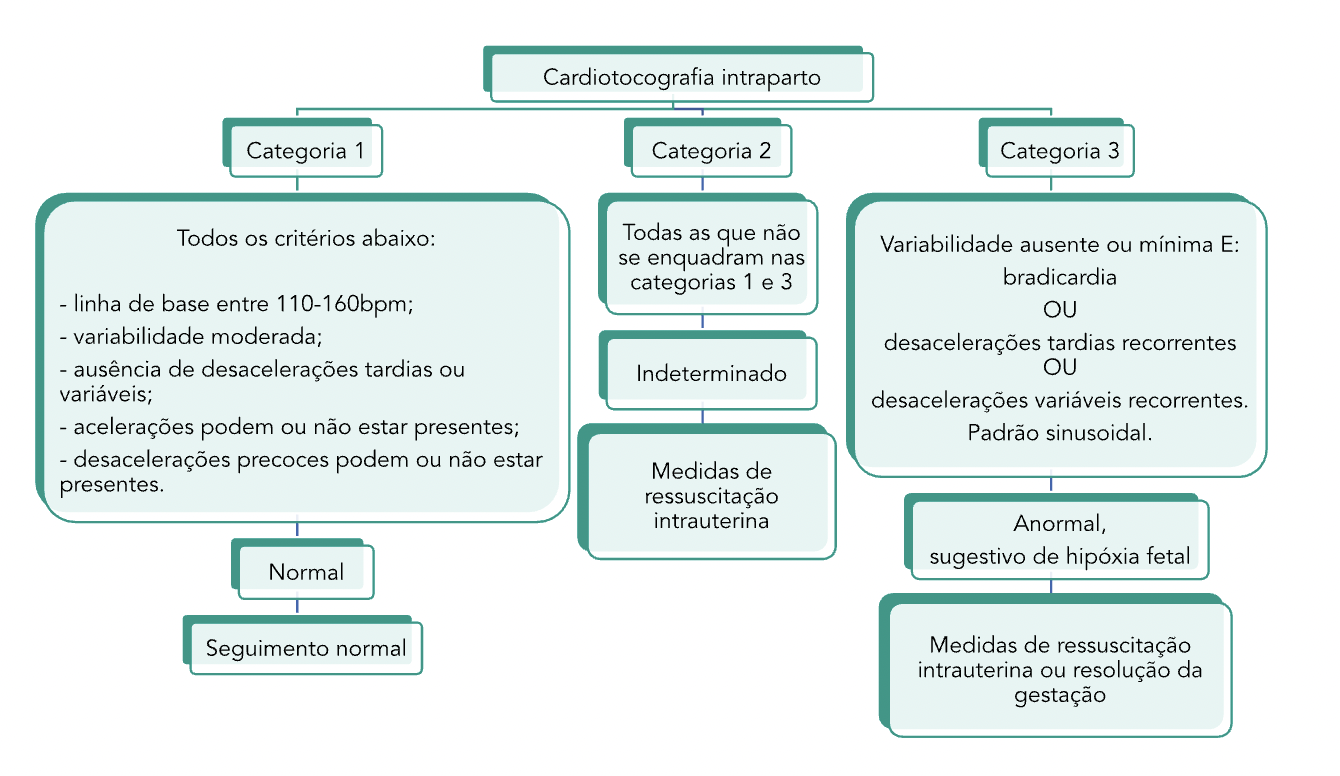 Cardiotocografia intraparto
Categoria 1
Todos os critérios abaixo:
- linha de base entre 110-160bpm;
- variabilidade moderada;
- ausência de desacelerações tardias ou
variáveis;
- acelerações podem ou não estar presentes;
- desacelerações precoces podem ou não estar
presentes.
Normal
Seguimento normal
Categoria 2
Todas as que não
se enquadram nas
categorias 1 e 3
Indeterminado
Medidas de
ressuscitação
intrauterina
Categoria 3
Variabilidade ausente ou mínima E:
bradicardia
OU
desacelerações tardias recorrentes
OU
desacelerações variáveis recorrentes.
Padrão sinusoidal.
Anormal,
sugestivo de hipóxia fetal
Medidas de ressuscitação
intrauterina ou resolução da
gestação